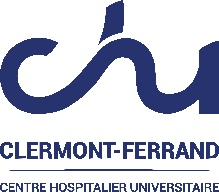 chu
CLERMONT-FERRAND
CENTRE HOSPITALIER UNIVERSITAIRE